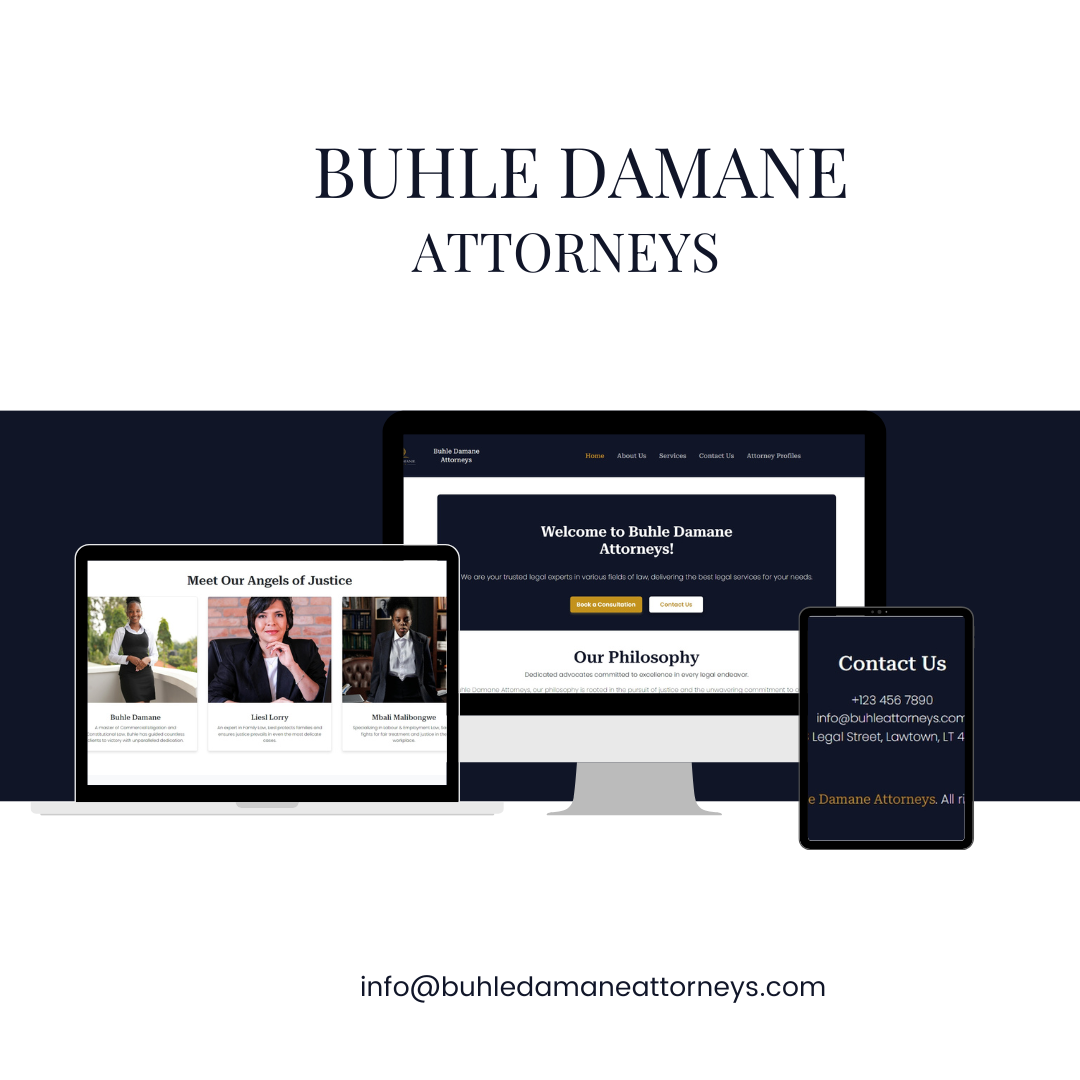 BUHLE DAMANE
ATTORNEYS
Buhle Damane
Attorneys
Home About Us Services Contact Us Attorney Profiles
Welcome to Buhle Damane
Attorneys!
We are your trusted legal experts in various fields of law, delivering the best legal services for your needs.
Book a Consultation Contact Us
Our Philosophy
Dedicated advocates committed to excellence in every legal endeavor.
Damane Attorneys, our philosophy is rooted in the pursuit of justice and the unwavering commitment to
Meet Our Angels of Justice
Buhle Damane
A master of Commercial litigation and
Constitutional Law, Buhle has guided countless
clients to victory with unparalleled dedication.
Liesl Lorry
An expert in Family Law, Liesl protects families and
ensures justice prevails in even the most delicate
cases.
Mbali Malibongwe
Specializing in Labour & Employment Law,
fights for fair treatment and justice in the
workplace.
Contact Us
+123 456 7890
info@buhleattorneys.com
Legal Street, Lawtown, LT 4
e Damane Attorneys. All ri
info@buhledamaneattorneys.com